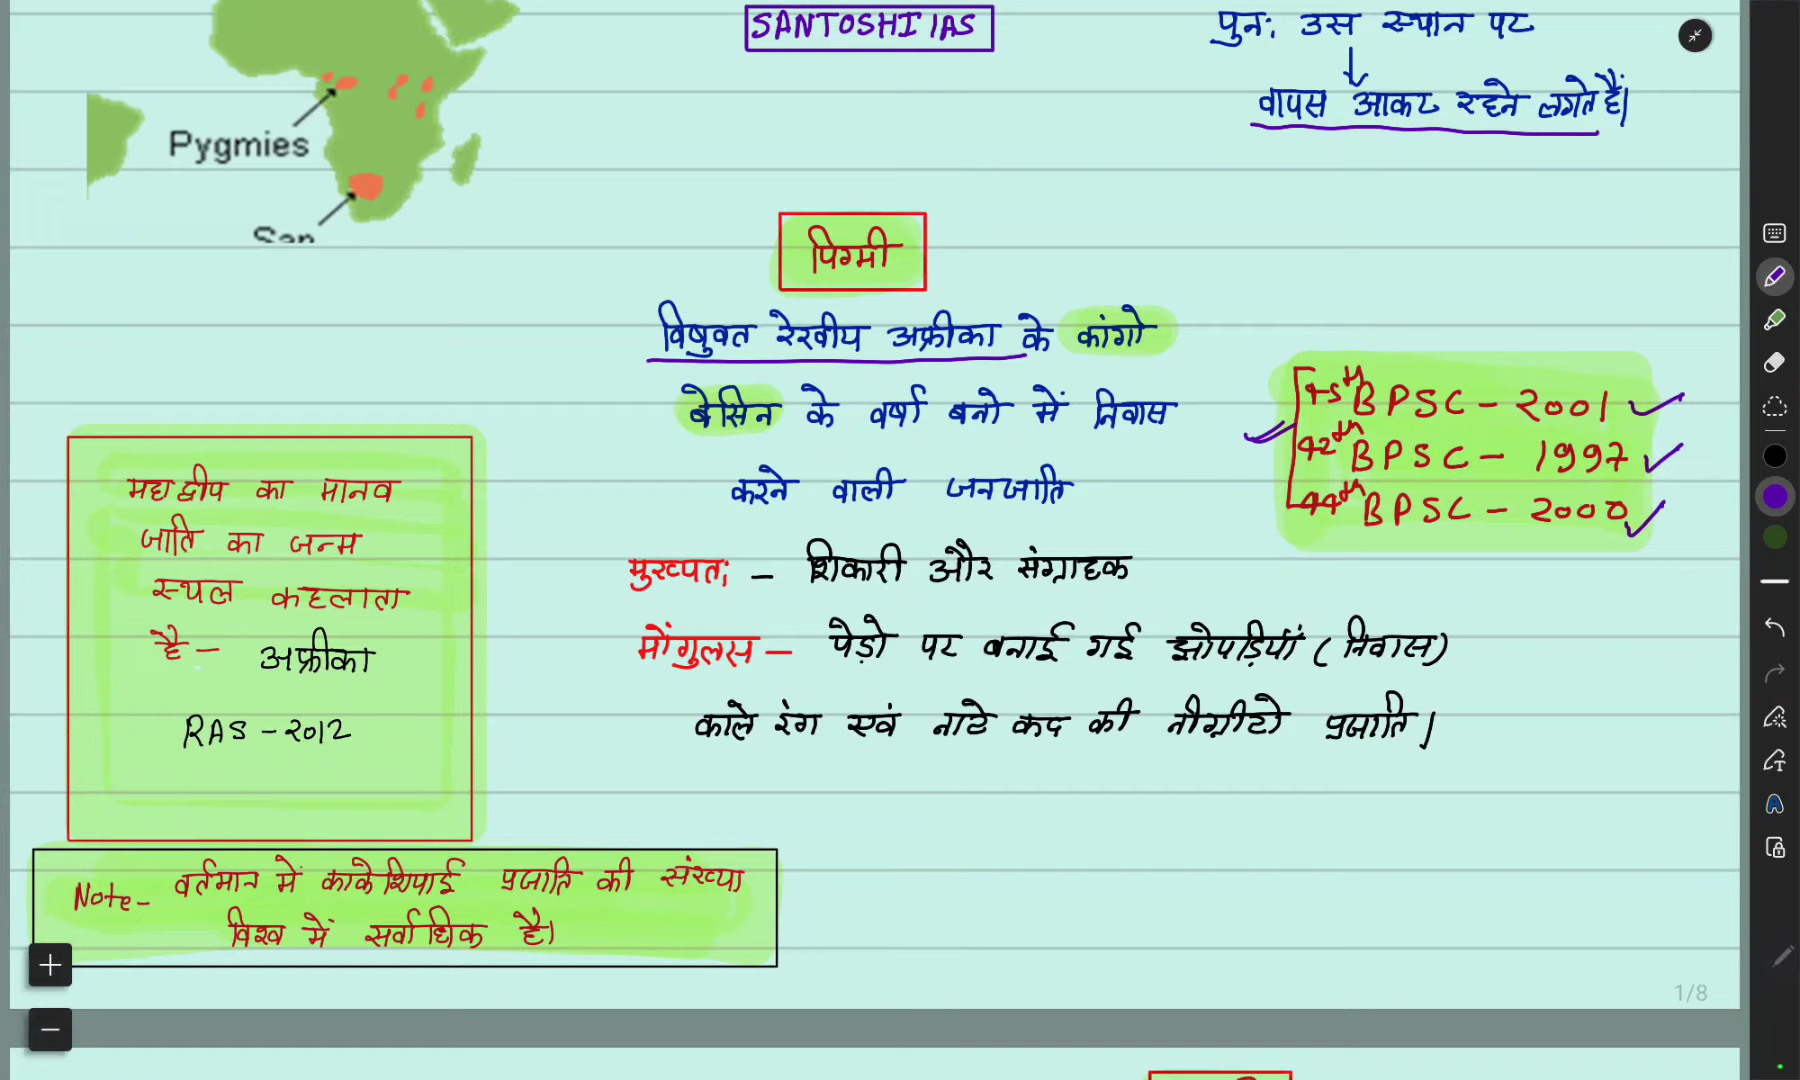 SANTOSHI IAS
पुन: उस स्थान पर
वापस आकर रहने लगते हैं।
Pygmies
San
पिग्मी
विषुवत रेखीय अफ्रीका के कांगो
बेसिन के वर्षा वनो में निवास
करने वाली जनजाति
45th BPSC - 2001
42th BPSC - 1997
44th BPSC - 2000
मुख्यतः - शिकारी और संग्राहक
मोंगुलस - पेड़ो पर बनाई गई झोपड़ियां (निवास)
काले रंग एवं नाटे कद की नीग्रीटो प्रजाति।
महाद्वीप का मानव
जाति का जन्म
स्थल कहलाता
है - अफ्रीका
RAS - 2012
Note - वर्तमान में काकेशियाई प्रजाति की संख्या
विश्व में सर्वाधिक है।
1/8